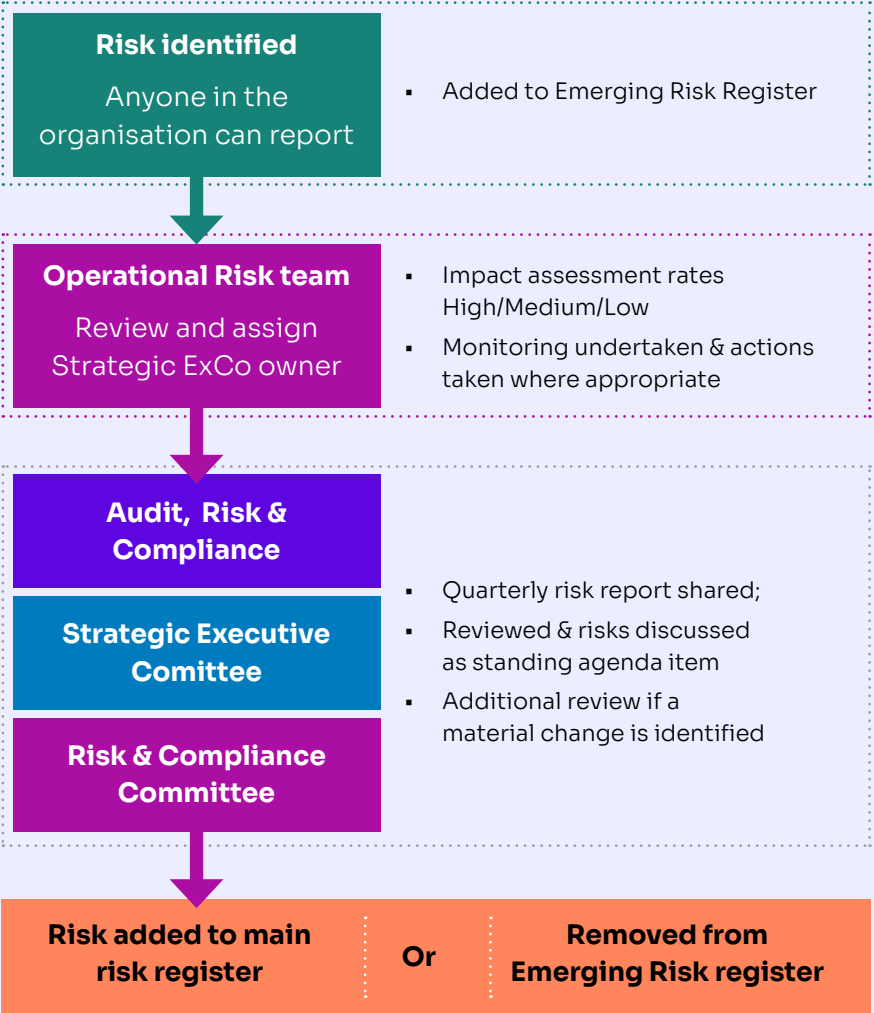 Risk identified
Anyone in the
organisation can report
▪ Added to Emerging Risk Register
Operational Risk team
Review and assign
Strategic ExCo owner
▪ Impact assessment rates
High/Medium/Low
▪ Monitoring undertaken & actions
taken where appropriate
Audit, Risk &
Compliance
Strategic Executive
Comittee
Risk & Compliance
Committee
▪ Quarterly risk report shared;
▪ Reviewed & risks discussed
as standing agenda item
▪ Additional review if a
material change is identified
Risk added to main
risk register
Or
Removed from
Emerging Risk register